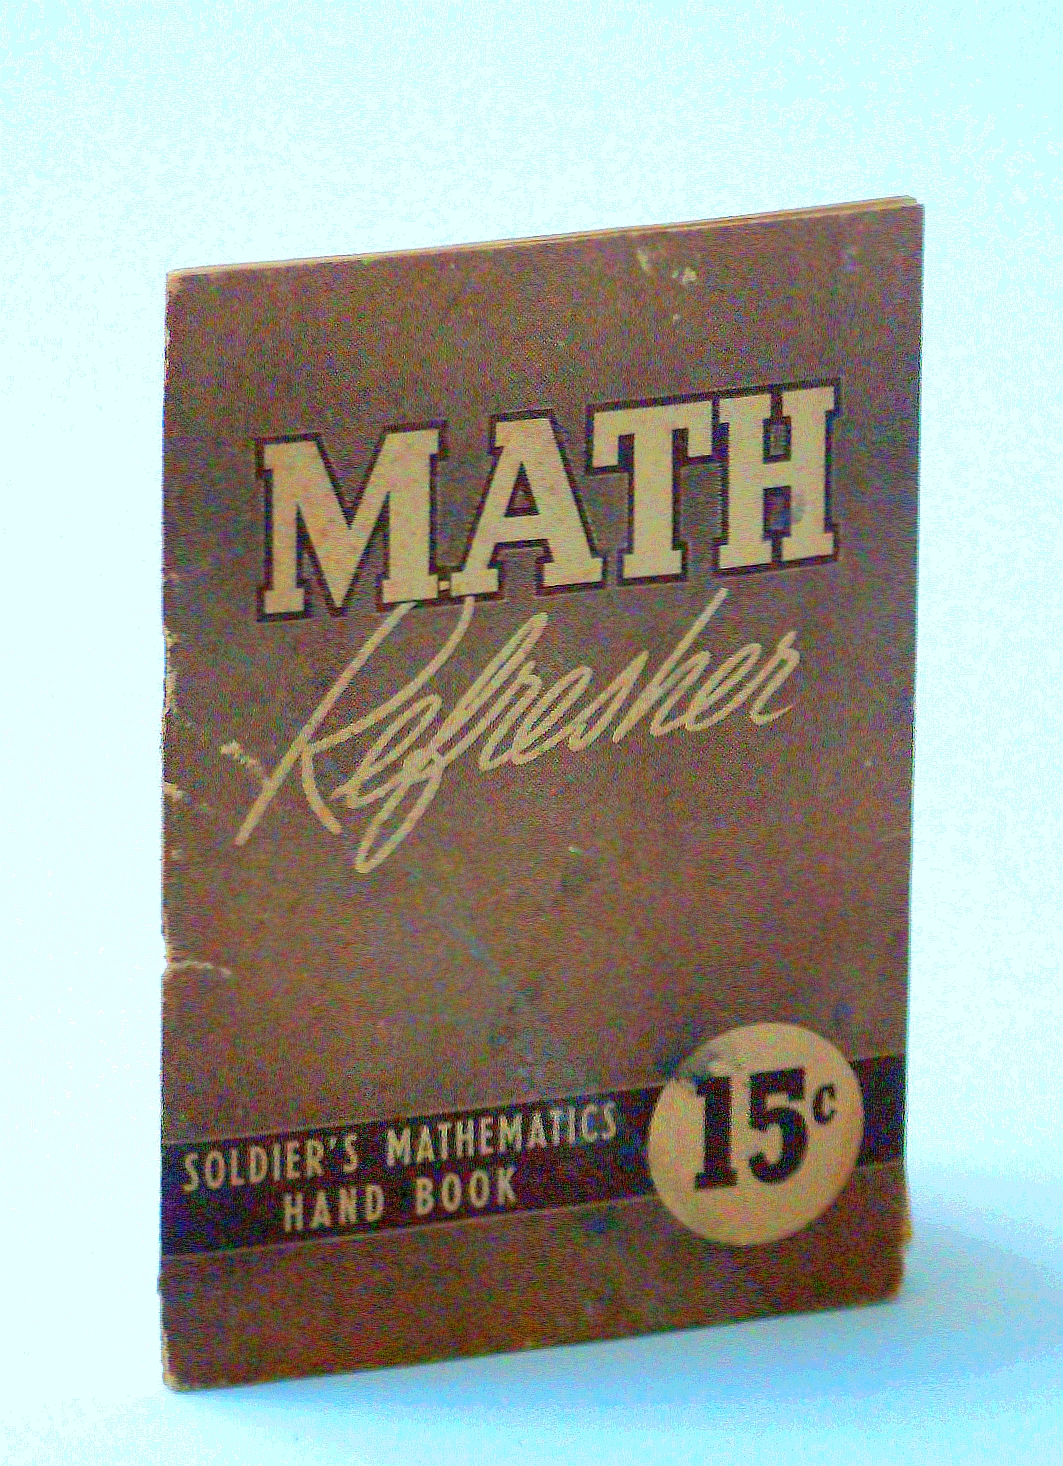 MATH
Refresher
SOLDIER'S MATHEMATICS
HAND BOOK
15c